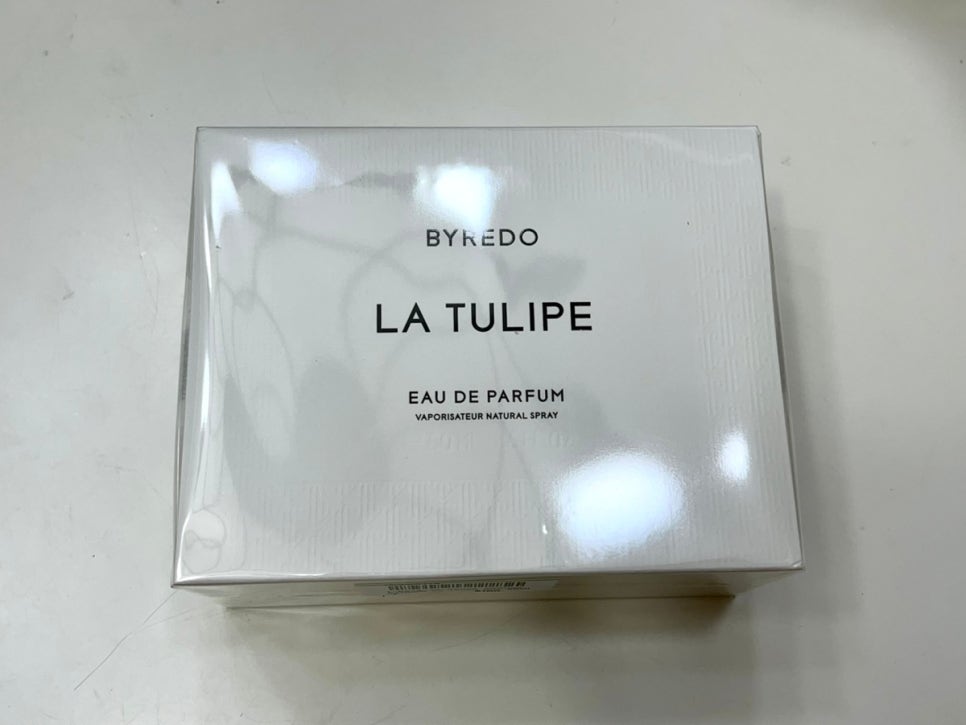 BYREDO
LA TULIPE
EAU DE PARFUM
VAPORISATEUR NATURAL SPRAY